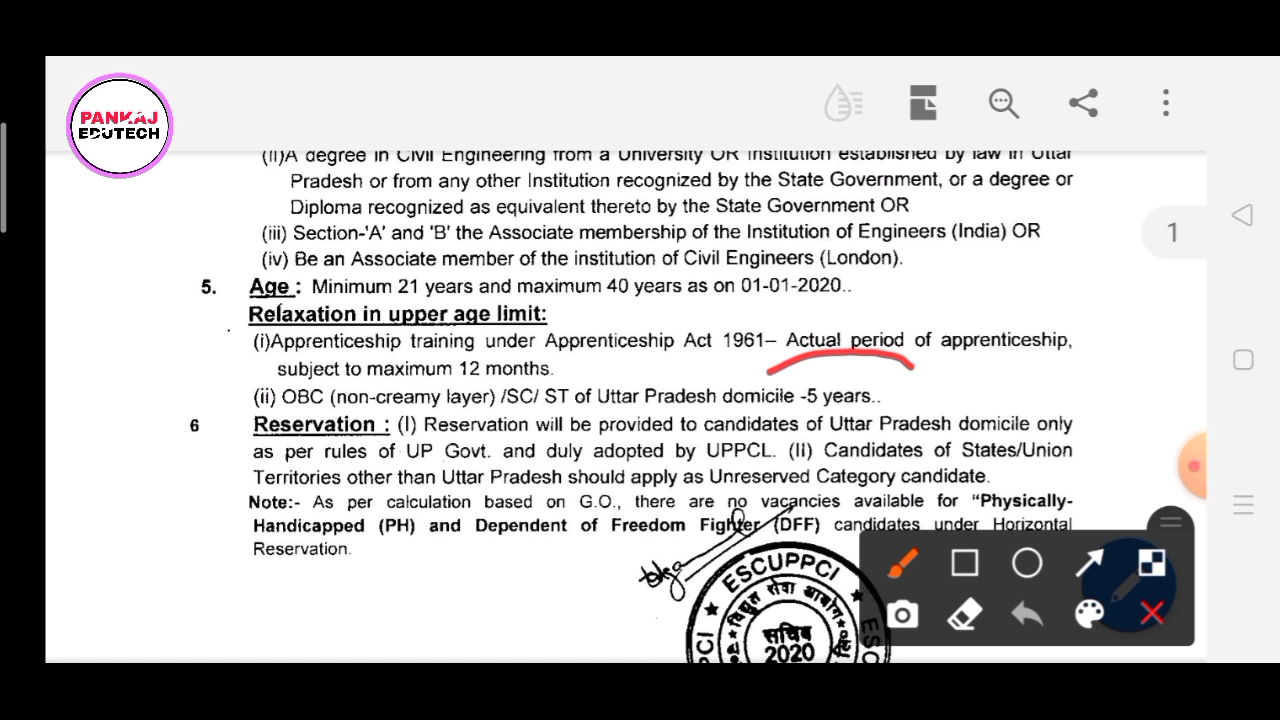 PANKAJ
EDUTECH
1
(II)A degree in Civil Engineering from a University OR Institution established by law in Uttar
Pradesh or from any other Institution recognized by the State Government, or a degree or
Diploma recognized as equivalent thereto by the State Government OR
(iii) Section-'A' and 'B' the Associate membership of the Institution of Engineers (India) OR
(iv) Be an Associate member of the institution of Civil Engineers (London).
5. Age : Minimum 21 years and maximum 40 years as on 01-01-2020..
Relaxation in upper age limit:
(i)Apprenticeship training under Apprenticeship Act 1961– Actual period of apprenticeship,
subject to maximum 12 months.
(ii) OBC (non-creamy layer) /SC/ ST of Uttar Pradesh domicile -5 years..
6 Reservation : (I) Reservation will be provided to candidates of Uttar Pradesh domicile only
as per rules of UP Govt. and duly adopted by UPPCL. (II) Candidates of States/Union
Territories other than Uttar Pradesh should apply as Unreserved Category candidate.
Note:- As per calculation based on G.O., there are no vacancies available for "Physically-
Handicapped (PH) and Dependent of Freedom Fighter (DFF) candidates under Horizontal
Reservation.
ESCUPPCI
विद्युत सेवा आयोग
सचिव
2020